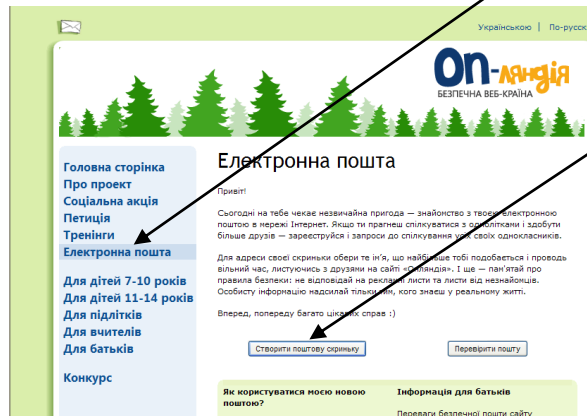 Українською | По-русск
Оп-ляндія
БЕЗПЕЧНА ВЕБ-КРАЇНА
Головна сторінка
Про проект
Соціальна акція
Петиція
Тренінги
Електронна пошта
Для дітей 7-10 років
Для дітей 11-14 років
Для підлітків
Для вчителів
Для батьків
Конкурс
Електронна пошта
Привіт!
Сьогодні на тебе чекає незвичайна пригода — знайомство з твоєю електронною
поштою в мережі Інтернет. Якщо ти прагнеш спілкуватися з однолітками і здобути
більше друзів — зареєструйся і запроси до спілкування усіх своїх однокласників.
Для адреси своєї скриньки обери те ім'я, що найбільше тобі подобається і проводь
вільний час, листуючись з друзями на сайті «Онляндія». І ще — пам'ятай про
правила безпеки: не відповідай на рекламні листи та листи від незнайомців.
Особисту інформацію надсилай тільки тим, кого знаєш у реальному житті.
Вперед, попереду багато цікавих справ :)
Створити поштову скриньку
Перевірити пошту
Як користуватися моєю новою
поштою?
Інформація для батьків
Переваги безпечної пошти сайту